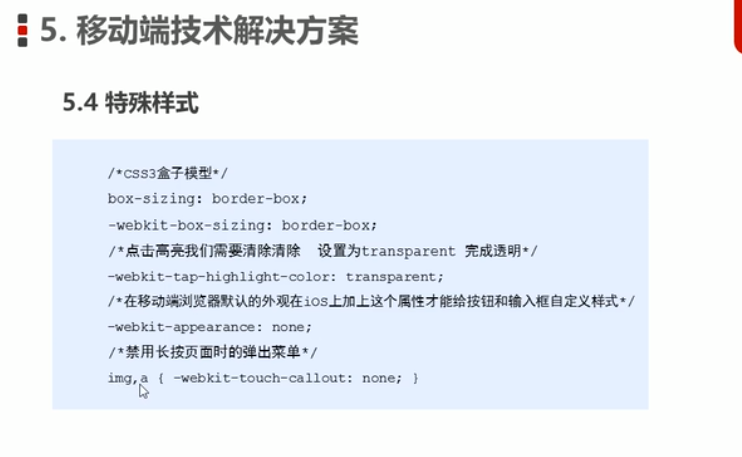 5. 移动端技术解决方案
5.4 特殊样式
/*CSS3盒子模型*/
box-sizing: border-box;
-webkit-box-sizing: border-box;
/*点击高亮我们需要清除清除 设置为transparent 完成透明*/
-webkit-tap-highlight-color: transparent;
/*在移动端浏览器默认的外观在iOS上加上这个属性才能给按钮和输入框自定义样式*/
-webkit-appearance: none;
/*禁用长按页面时的弹出菜单*/
img,a { -webkit-touch-callout: none; }